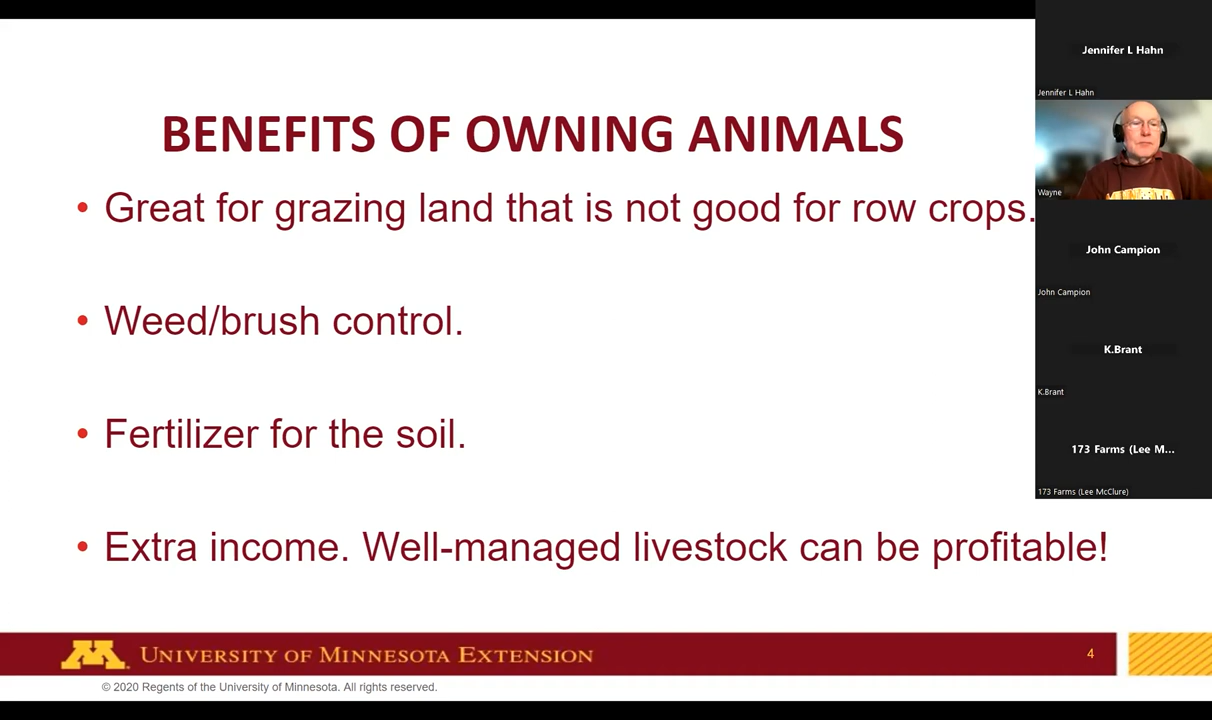 BENEFITS OF OWNING ANIMALS
• Great for grazing land that is not good for row crops.
• Weed/brush control.
• Fertilizer for the soil.
• Extra income. Well-managed livestock can be profitable!
UNIVERSITY OF MINNESOTA EXTENSION
4
© 2020 Regents of the University of Minnesota. All rights reserved.
Jennifer L Hahn
Jennifer L Hahn
Wayne
John Campion
John Campion
K.Brant
K.Brant
173 Farms (Lee M...
173 Farms (Lee McClure)